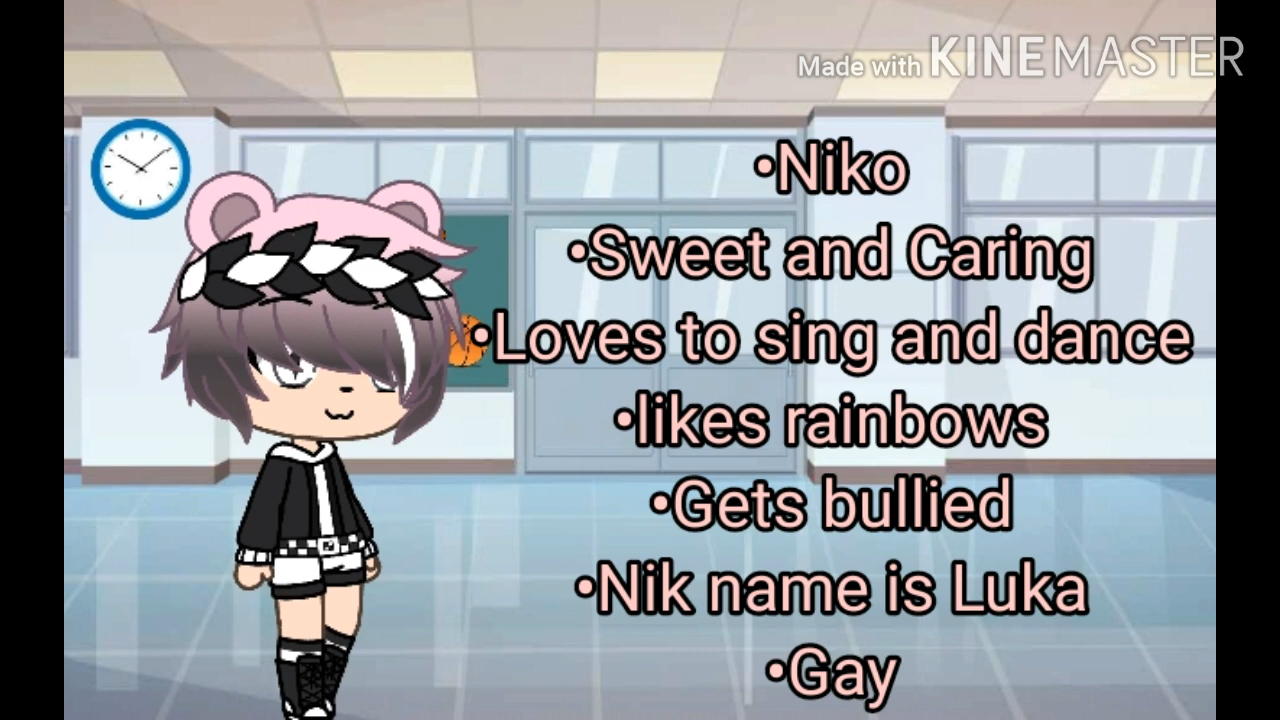 Made with KINEMASTER
•Niko
•Sweet and Caring
•Loves to sing and dance
•likes rainbows
•Gets bullied
•Nik name is Luka
•Gay